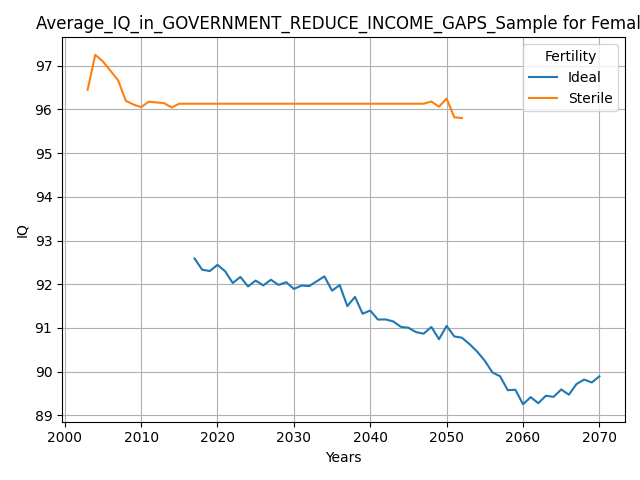 Average_IQ_in_GOVERNMENT_REDUCE_INCOME_GAPS_Sample for Femal
Fertility
Ideal
Sterile
97
96
95
94
93
92
91
90
89
IQ
2000 2010 2020 2030 2040 2050 2060 2070
Years